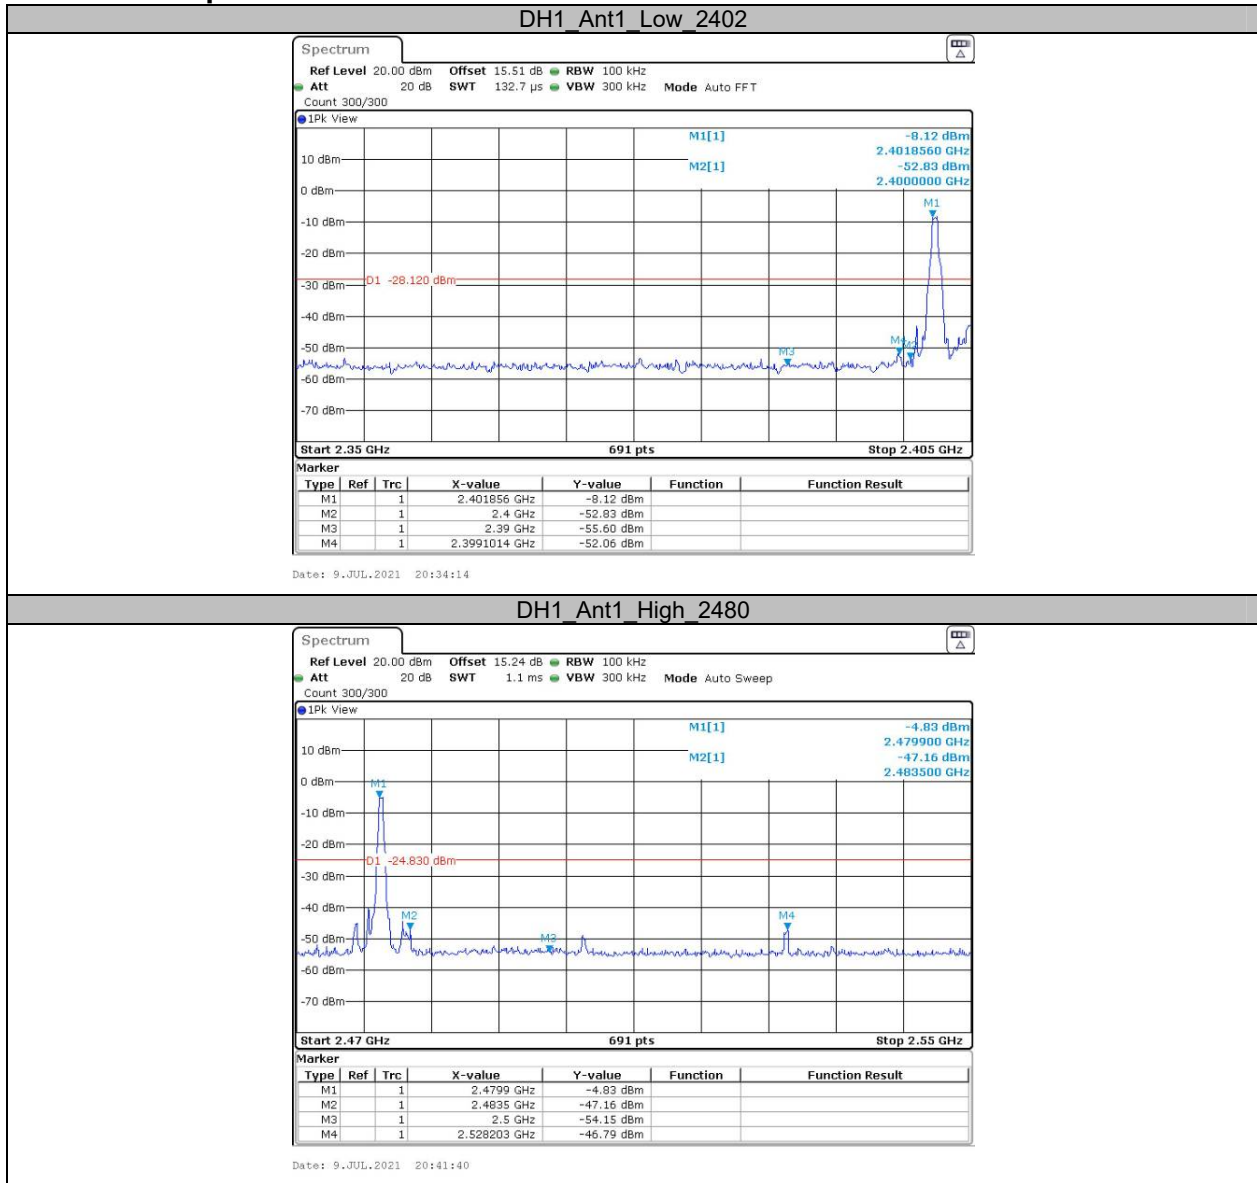 DH1_Ant1_Low_2402
Spectrum
Ref Level 20.00 dBm Offset 15.51 dB RBW 100 kHz
Att 20 dB SWT 132.7 µs VBW 300 kHz Mode Auto FFT
Count 300/300
1Pk View
M1[1] -8.12 dBm
2.4018560 GHz
10 dBm
M2[1] -52.83 dBm
2.4000000 GHz
0 dBm
M1
-10 dBm
-20 dBm
D1 -28.120 dBm
-30 dBm
-40 dBm
M4
-50 dBm
M3
-60 dBm
-70 dBm
Start 2.35 GHz 691 pts Stop 2.405 GHz
Marker
Type Ref Trc X-value Y-value Function Function Result
M1 1 2.401856 GHz -8.12 dBm
M2 1 2.4 GHz -52.83 dBm
M3 1 2.39 GHz -55.60 dBm
M4 1 2.3991014 GHz -52.06 dBm
Date: 9.JUL.2021 20:34:14
DH1_Ant1_High_2480
Spectrum
Ref Level 20.00 dBm Offset 15.24 dB RBW 100 kHz
Att 20 dB SWT 1.1 ms VBW 300 kHz Mode Auto Sweep
Count 300/300
1Pk View
M1[1] -4.83 dBm
2.479900 GHz
10 dBm
M2[1] -47.16 dBm
2.483500 GHz
0 dBm
M1
-10 dBm
-20 dBm
D1 -24.830 dBm
-30 dBm
-40 dBm
M2 M4
-50 dBm
M3
-60 dBm
-70 dBm
Start 2.47 GHz 691 pts Stop 2.55 GHz
Marker
Type Ref Trc X-value Y-value Function Function Result
M1 1 2.4799 GHz -4.83 dBm
M2 1 2.4835 GHz -47.16 dBm
M3 1 2.5 GHz -54.15 dBm
M4 1 2.528203 GHz -46.79 dBm
Date: 9.JUL.2021 20:41:40